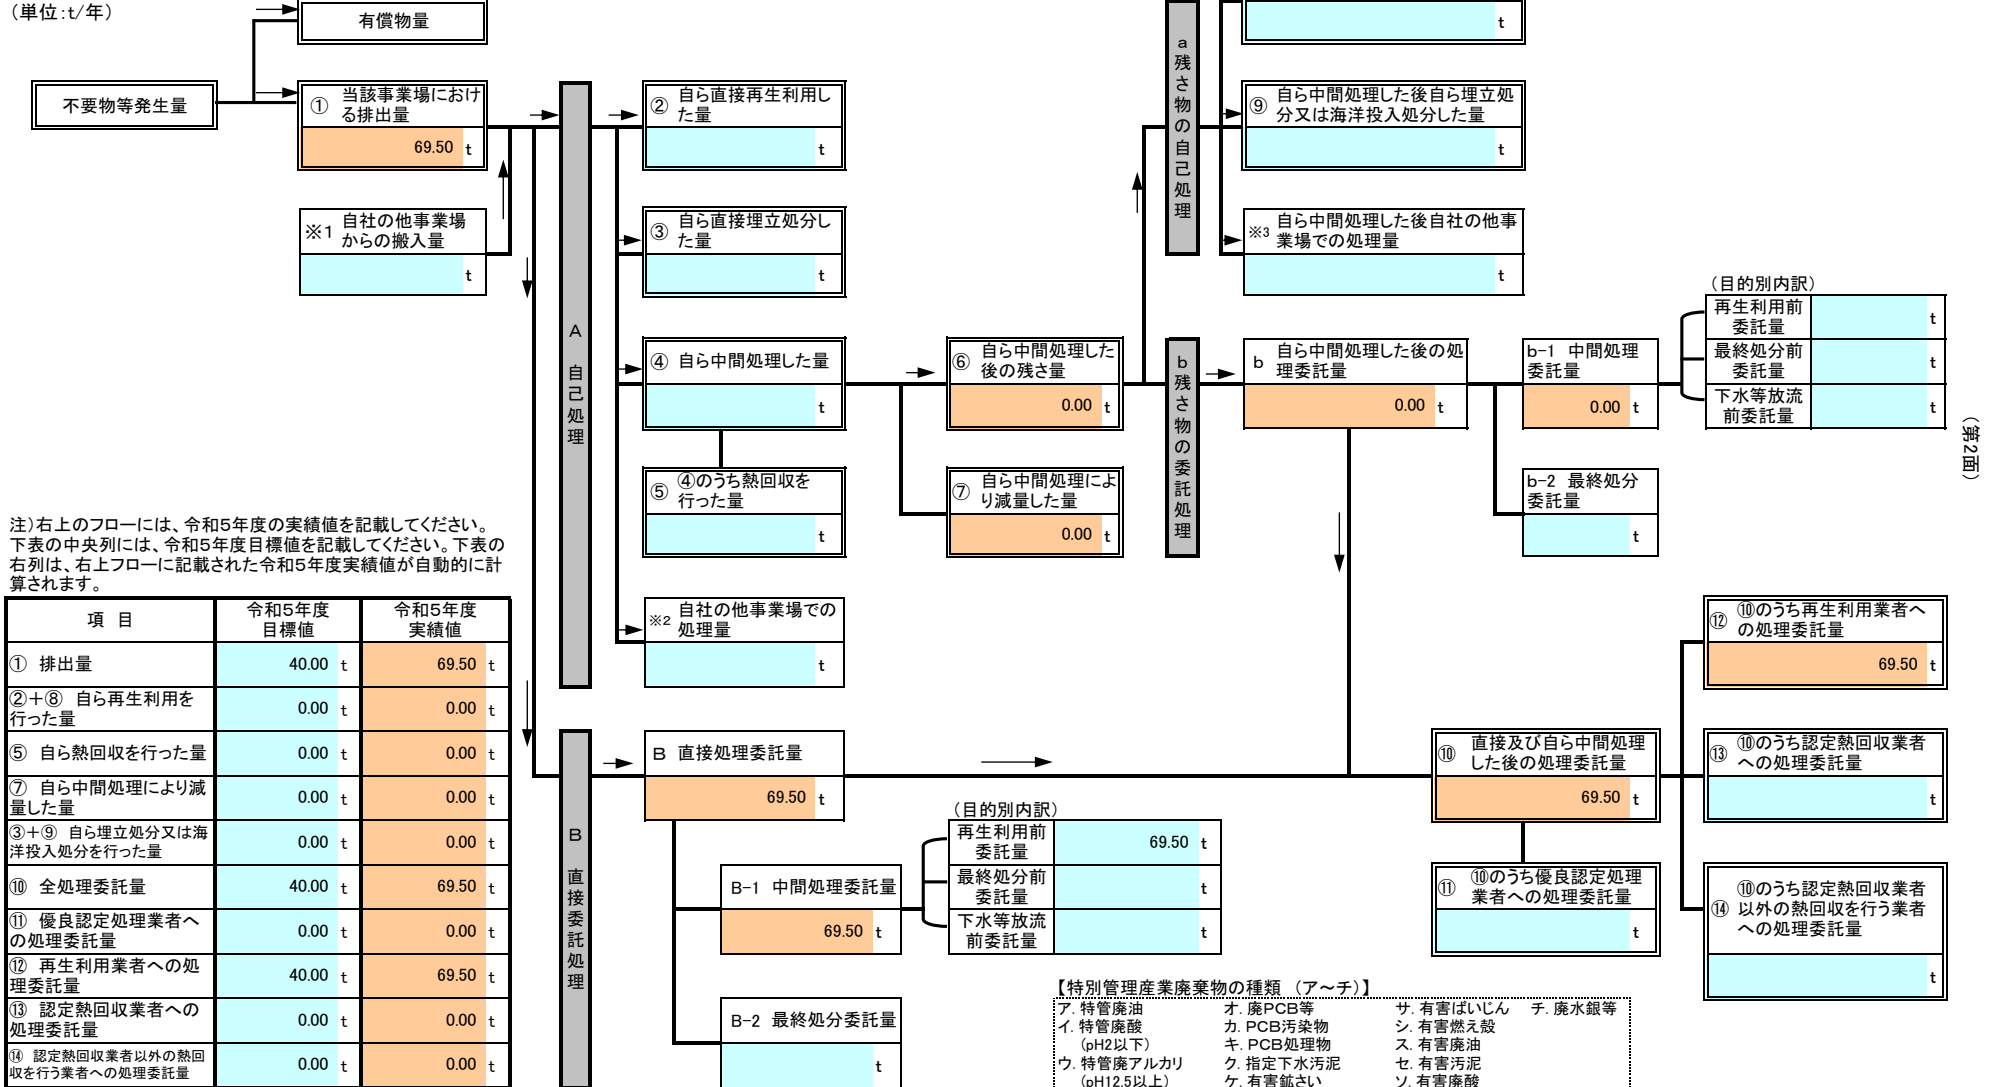 （単位：t/年）
有償物量
t
不要物等発生量
① 当該事業場におけ
る排出量
69.50 t
※1 自社の他事業場
からの搬入量
t
A 自己処理
② 自ら直接再生利用し
た量
t
③ 自ら直接埋立処分し
た量
t
④ 自ら中間処理した量
t
⑤ ④のうち熱回収を
行った量
t
※2 自社の他事業場での
処理量
t
⑥ 自ら中間処理した
後の残さ量
0.00 t
⑦ 自ら中間処理によ
り減量した量
0.00 t
a 残さ物の自己処理
⑨ 自ら中間処理した後自ら埋立処
分又は海洋投入処分した量
t
※3 自ら中間処理した後自社の他事
業場での処理量
t
b 残さ物の委託処理
b 自ら中間処理した後の処
理委託量
0.00 t
b-1 中間処理
委託量
0.00 t
b-2 最終処分
委託量
t
（目的別内訳）
再生利用前
委託量
t
最終処分前
委託量
t
下水等放流
前委託量
t
（第2面）
注）右上のフローには、令和5年度の実績値を記載してください。
下表の中央列には、令和5年度目標値を記載してください。下表の
右列は、右上フローに記載された令和5年度実績値が自動的に計
算されます。
項 目 令和5年度目標値 令和5年度実績値
① 排出量 40.00 t 69.50 t
②＋⑧ 自ら再生利用を
行った量 0.00 t 0.00 t
⑤ 自ら熱回収を行った量 0.00 t 0.00 t
⑦ 自ら中間処理により減
量した量 0.00 t 0.00 t
③＋⑨ 自ら埋立処分又は海
洋投入処分を行った量 0.00 t 0.00 t
⑩ 全処理委託量 40.00 t 69.50 t
⑪ 優良認定処理業者へ
の処理委託量 0.00 t 0.00 t
⑫ 再生利用業者への処
理委託量 40.00 t 69.50 t
⑬ 認定熱回収業者への
処理委託量 0.00 t 0.00 t
⑭ 認定熱回収業者以外の熱回
収を行う業者への処理委託量 0.00 t 0.00 t
B 直接委託処理
B 直接処理委託量
69.50 t
B-1 中間処理委託量
69.50 t
B-2 最終処分委託量
t
（目的別内訳）
再生利用前
委託量
69.50 t
最終処分前
委託量
t
下水等放流
前委託量
t
⑩ 直接及び自ら中間処理
した後の処理委託量
69.50 t
⑪ ⑩のうち優良認定処理
業者への処理委託量
t
⑫ ⑩のうち再生利用業者へ
の処理委託量
69.50 t
⑬ ⑩のうち認定熱回収業者
への処理委託量
t
⑭ ⑩のうち認定熱回収業者
以外の熱回収を行う業者
への処理委託量
t
【特別管理産業廃棄物の種類 （ア～チ）】
ア. 特管廃油 オ. 廃PCB等 サ. 有害ばいじん チ. 廃水銀等
イ. 特管廃酸 カ. PCB汚染物 シ. 有害燃え殻
（pH2以下） キ. PCB処理物 ス. 有害廃油
ウ. 特管廃アルカリ ク. 指定下水汚泥 セ. 有害汚泥
（pH12.5以上） ケ. 有害鉱さい ソ. 有害廃酸